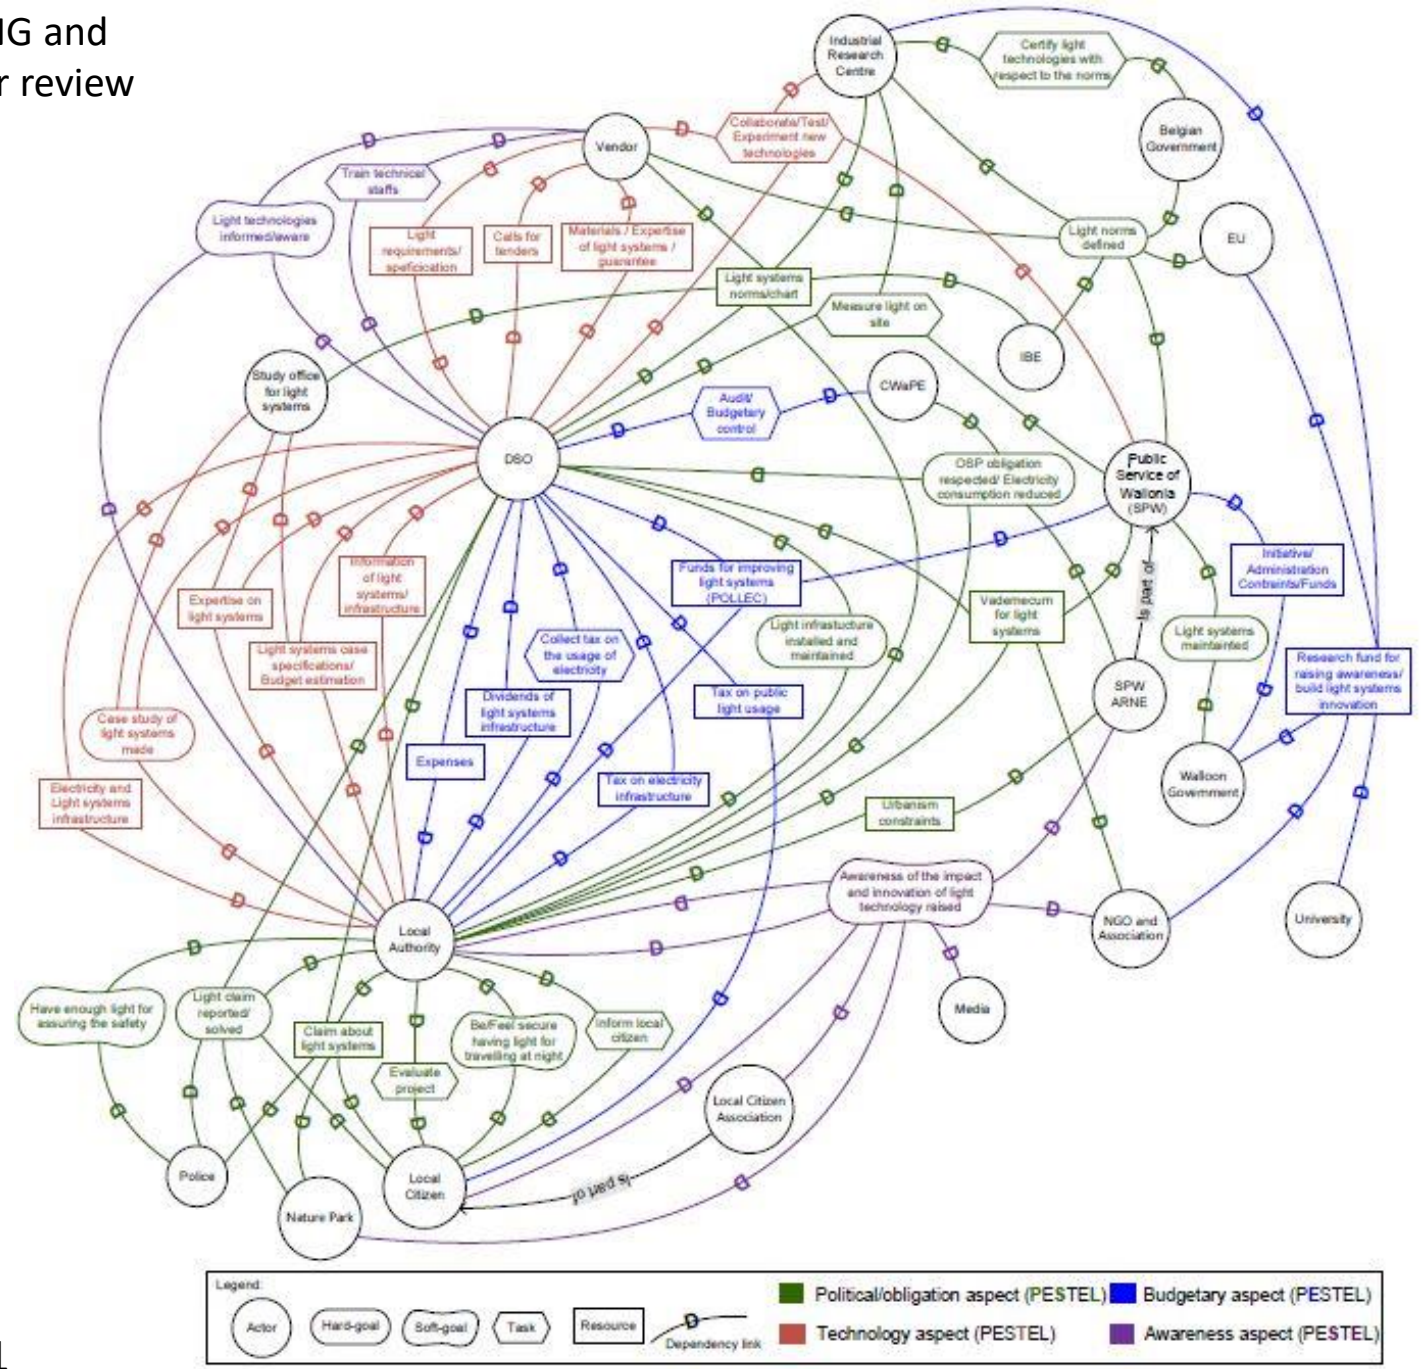 IG and
r review
Industrial
Research
Centre
Certify light
technologies with
respect to the norms
Belgian
Government
Collaborate/Test/
Experiment new
technologies
Vendor
Train technical
staffs
Light technologies
informed/aware
Light
requirements/
speficication
Calls for
tenders
Materials / Expertise
of light systems /
guarantee
Light norms
defined
EU
Light systems
norms/chart
Measure light on
site
IBE
Study office
for light
systems
CWaPE
Audit/
Budgetary
control
DSO
OSP obligation
respected/ Electricity
consumption reduced
Public
Service of
Wallonia
(SPW)
Initiative/
Administration
Contraints/Funds
Information
of light
systems/
infrastructure
Funds for improving
light systems
(POLLEC)
is part of
Expertise on
light systems
Vademecum
for light
systems
Light infrastucture
installed and
maintained
Light systems
maintainted
Collect tax on
the usage of
electricity
Light systems case
specifications/
Budget estimation
Research fund for
raising awareness/
build light systems
innovation
Dividends of
light systems
infrastructure
Tax on public
light usage
SPW
ARNE
Case study of
light systems
made
Expenses
Tax on electricity
infrastructure
Walloon
Government
Electricity and
Light systems
infrastructure
Urbanism
constraints
Awareness of the impact
and innovation of light
technology raised
NGO and
Association
University
Local
Authority
Have enough light for
assuring the safety
Light claim
reported/
solved
Claim about
light systems
Be/Feel secure
having light for
travelling at night
Inform local
citizen
Media
Evaluate
project
Local Citizen
Association
Police
Local
Citizen
is part of
Nature Park
Legend:
Actor
Hard-goal
Soft-goal
Task
Resource
D
Dependency link
Political/obligation aspect (PESTEL)
Budgetary aspect (PESTEL)
Technology aspect (PESTEL)
Awareness aspect (PESTEL)